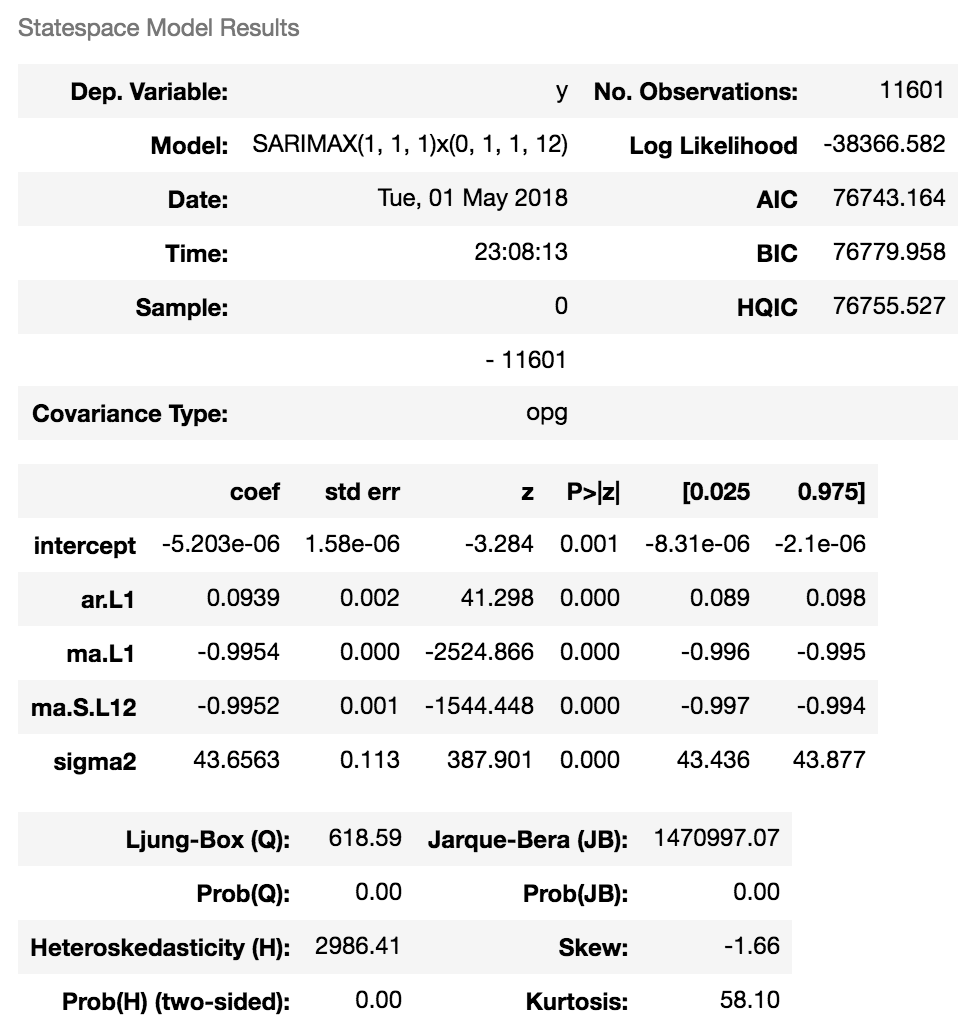 Statespace Model Results
Dep. Variable: y No. Observations: 11601
Model: SARIMAX(1, 1, 1)x(0, 1, 1, 12) Log Likelihood -38366.582
Date: Tue, 01 May 2018 AIC 76743.164
Time: 23:08:13 BIC 76779.958
Sample: 0 HQIC 76755.527
- 11601
Covariance Type: opg
coef std err z P>|z| [0.025 0.975]
intercept -5.203e-06 1.58e-06 -3.284 0.001 -8.31e-06 -2.1e-06
ar.L1 0.0939 0.002 41.298 0.000 0.089 0.098
ma.L1 -0.9954 0.000 -2524.866 0.000 -0.996 -0.995
ma.S.L12 -0.9952 0.001 -1544.448 0.000 -0.997 -0.994
sigma2 43.6563 0.113 387.901 0.000 43.436 43.877
Ljung-Box (Q): 618.59 Jarque-Bera (JB): 1470997.07
Prob(Q): 0.00 Prob(JB): 0.00
Heteroskedasticity (H): 2986.41 Skew: -1.66
Prob(H) (two-sided): 0.00 Kurtosis: 58.10